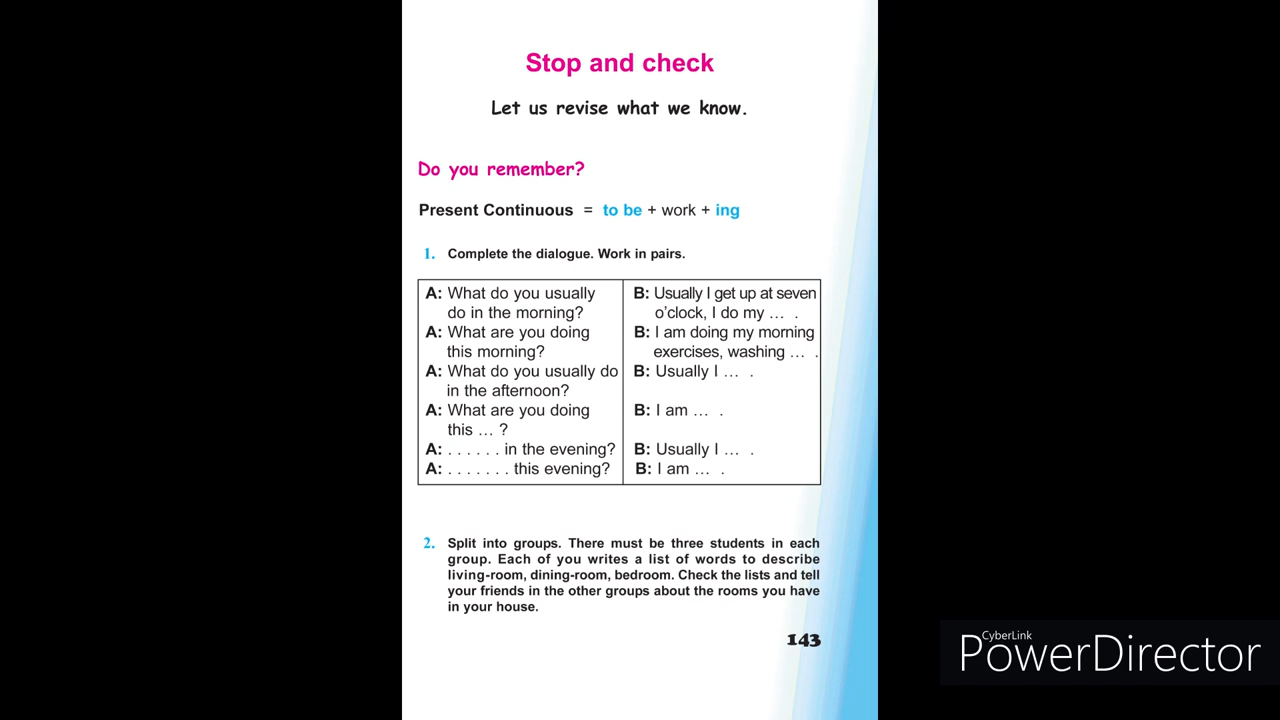 Stop and check
Let us revise what we know.
Do you remember?
Present Continuous = to be + work + ing
1. Complete the dialogue. Work in pairs.
A: What do you usually
do in the morning?
A: What are you doing
this morning?
A: What do you usually do
in the afternoon?
A: What are you doing
this … ?
A: . . . . . . in the evening?
A: . . . . . . . this evening?
B: Usually I get up at seven
o'clock, I do my … .
B: I am doing my morning
exercises, washing … .
B: Usually I … .
B: I am … .
B: Usually I … .
B: I am … .
2. Split into groups. There must be three students in each
group. Each of you writes a list of words to describe
living-room, dining-room, bedroom. Check the lists and tell
your friends in the other groups about the rooms you have
in your house.
143
CyberLink
PowerDirector